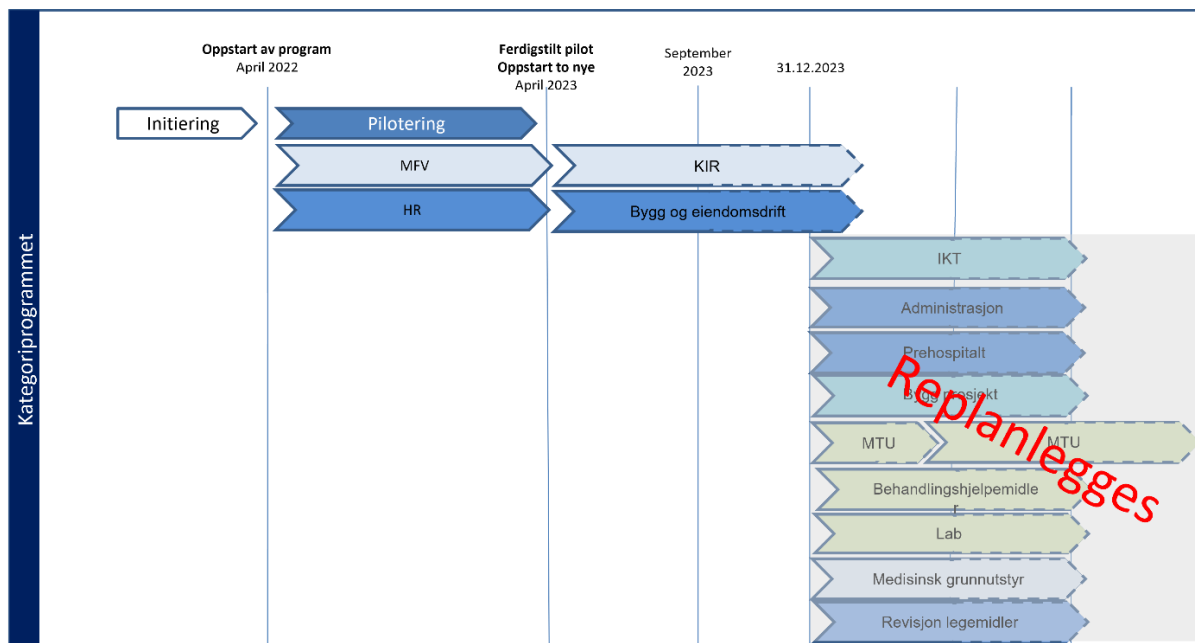 Kategoriprogrammet
Oppstart av program
April 2022
Ferdigstilt pilot
Oppstart to nye
April 2023
September
2023
31.12.2023
Initiering
Pilotering
MFV
KIR
HR
Bygg og eiendomsdrift
IKT
Administrasjon
Prehospitalt
Bygg prosjekt
MTU
MTU
Behandlingshjelpemidle
r
Lab
Medisinsk grunnutstyr
Revisjon legemidler
Replanlegges